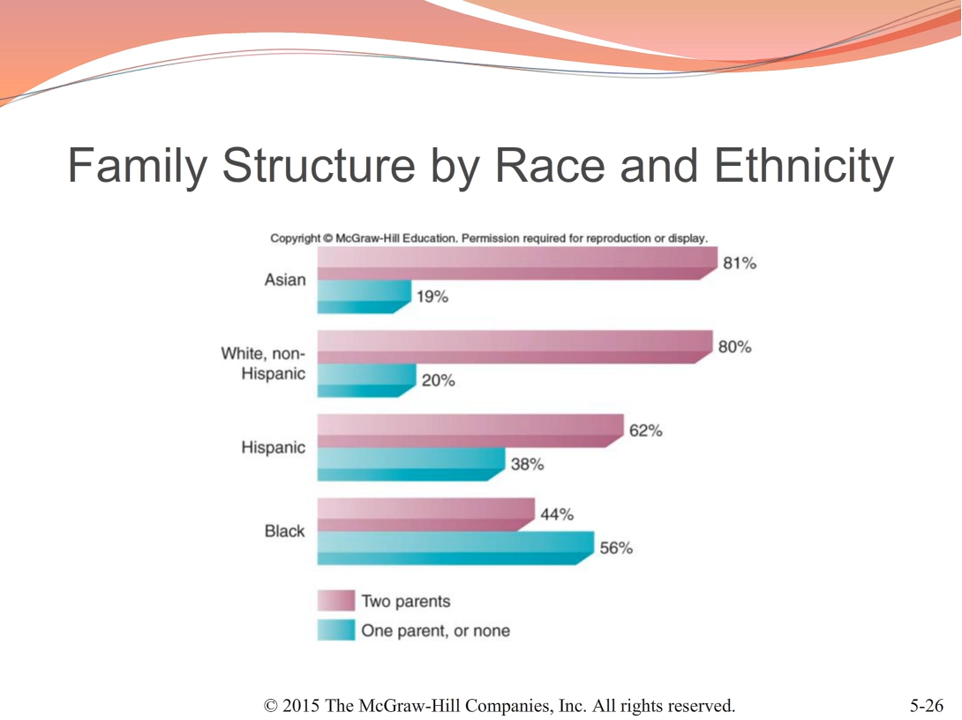 Family Structure by Race and Ethnicity
Copyright © McGraw-Hill Education. Permission required for reproduction or display.
Asian
81%
19%
White, non-
Hispanic
80%
20%
Hispanic
62%
38%
Black
44%
56%
Two parents
One parent, or none
© 2015 The McGraw-Hill Companies, Inc. All rights reserved.
5-26